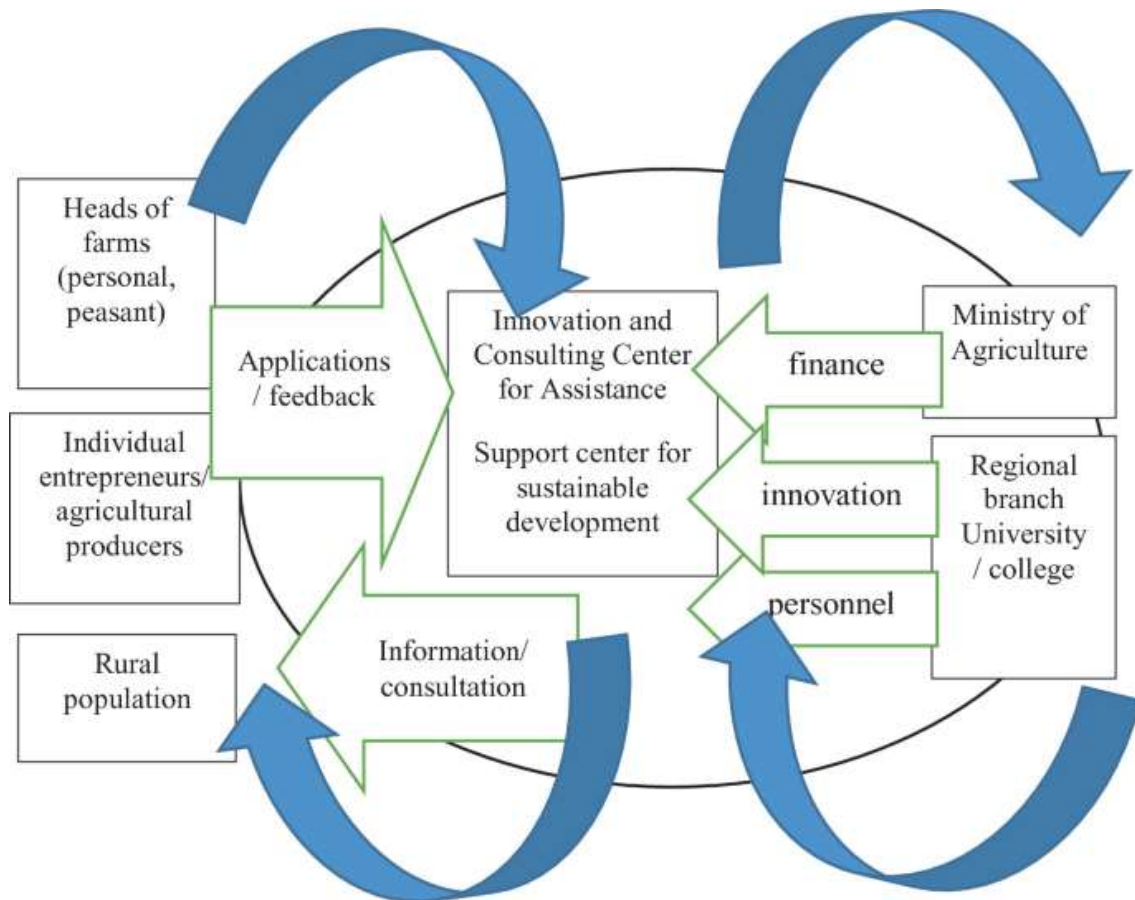 Heads of
farms
(personal,
peasant)
Individual
entrepreneurs/
agricultural
producers
Rural
population
Applications
/ feedback
Information/
consultation
Innovation and
Consulting Center
for Assistance
Support center for
sustainable
development
finance
innovation
personnel
Ministry of
Agriculture
Regional
branch
University
/ college